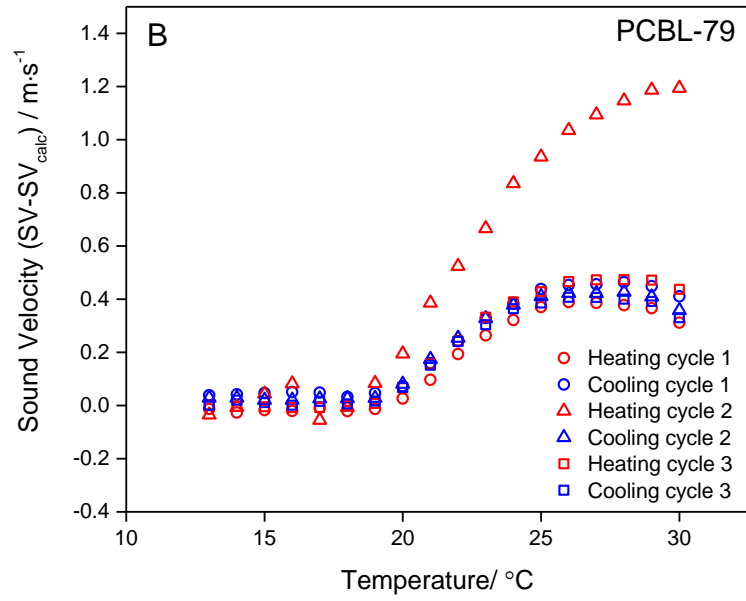 B
PCBL-79
Sound Velocity (SV-SV_calc) / m·s⁻¹
1.4
1.2
1.0
0.8
0.6
0.4
0.2
0.0
-0.2
-0.4
Heating cycle 1
Cooling cycle 1
Heating cycle 2
Cooling cycle 2
Heating cycle 3
Cooling cycle 3
10 15 20 25 30
Temperature/ °C